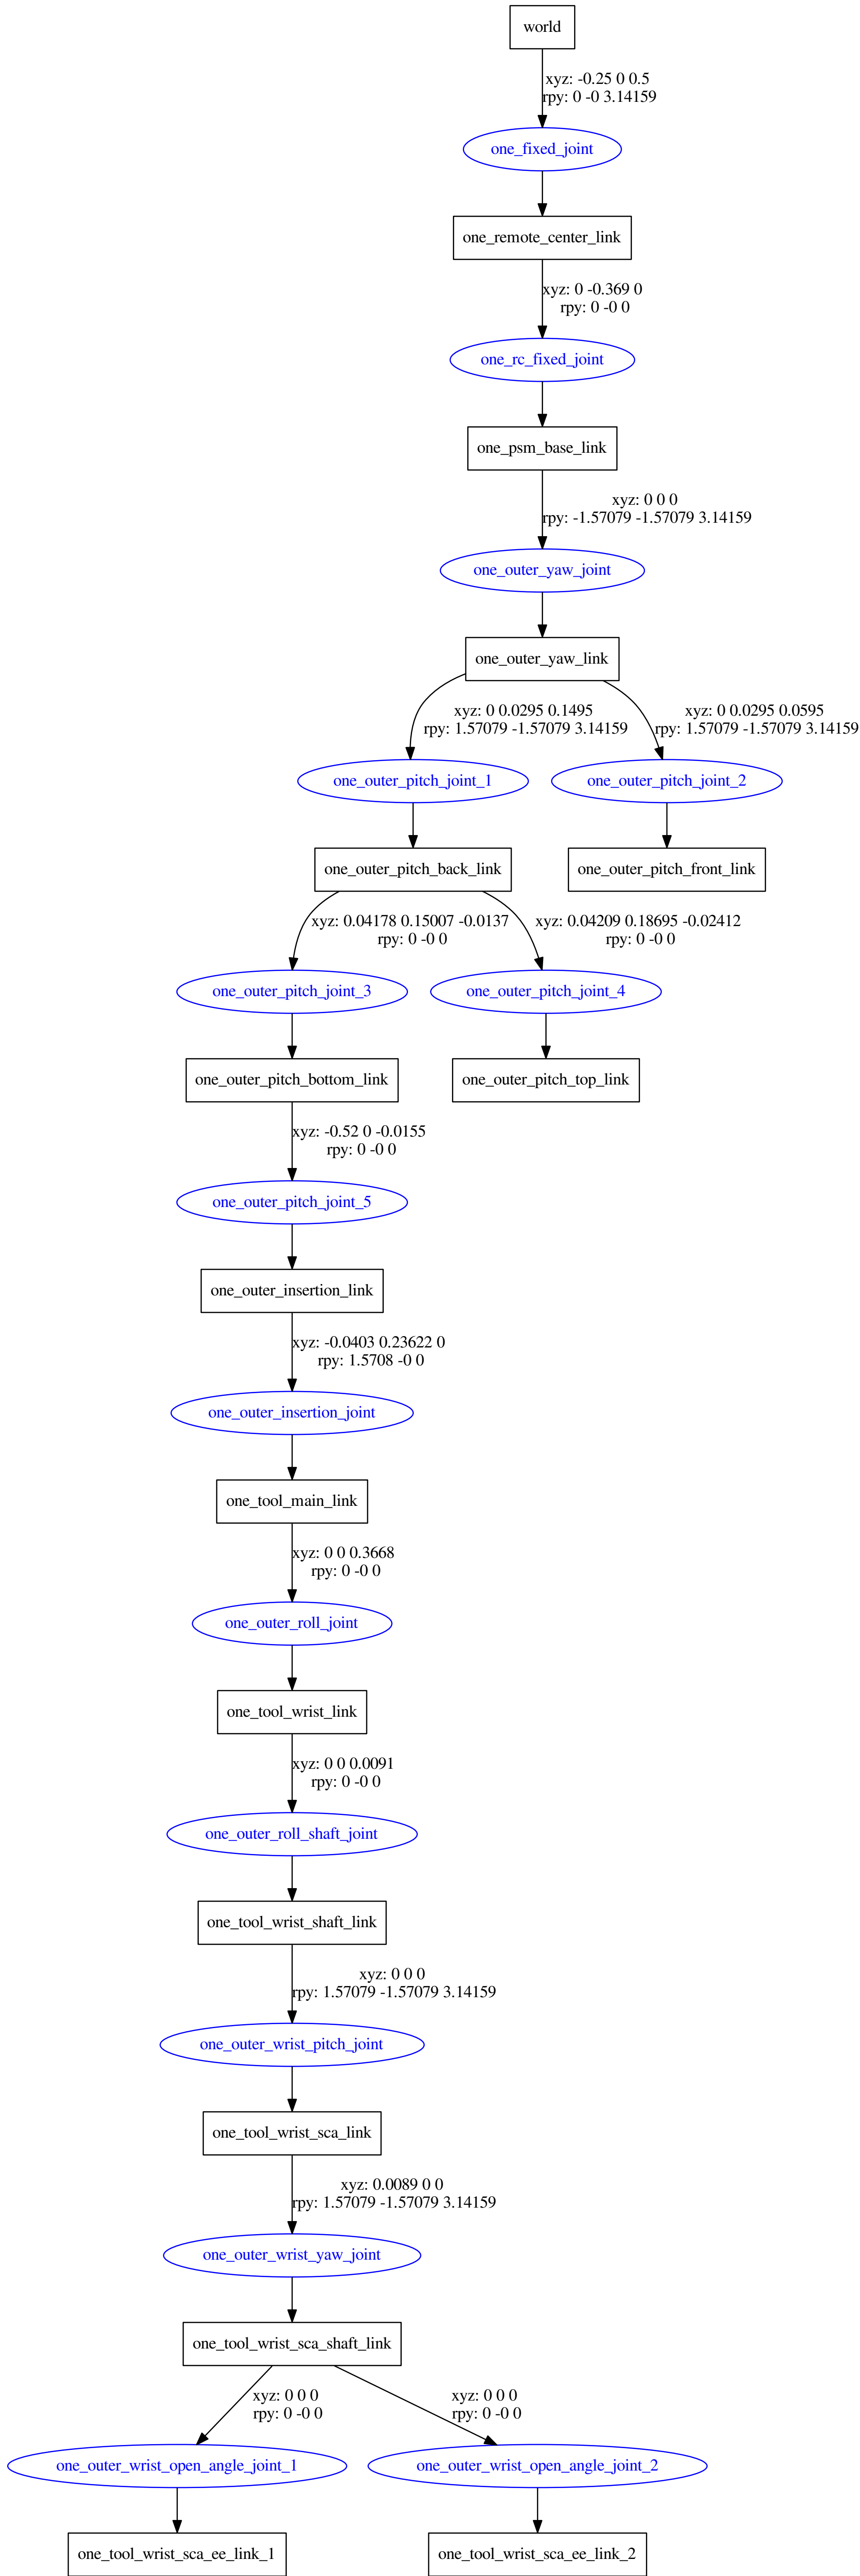 world
xyz: -0.25 0 0.5
rpy: 0 -0 3.14159
one_fixed_joint
one_remote_center_link
xyz: 0 -0.369 0
rpy: 0 -0 0
one_rc_fixed_joint
one_psm_base_link
xyz: 0 0 0
rpy: -1.57079 -1.57079 3.14159
one_outer_yaw_joint
one_outer_yaw_link
xyz: 0 0.0295 0.1495
rpy: 1.57079 -1.57079 3.14159
xyz: 0 0.0295 0.0595
rpy: 1.57079 -1.57079 3.14159
one_outer_pitch_joint_1
one_outer_pitch_joint_2
one_outer_pitch_back_link
one_outer_pitch_front_link
xyz: 0.04178 0.15007 -0.0137
rpy: 0 -0 0
xyz: 0.04209 0.18695 -0.02412
rpy: 0 -0 0
one_outer_pitch_joint_3
one_outer_pitch_joint_4
one_outer_pitch_bottom_link
one_outer_pitch_top_link
xyz: -0.52 0 -0.0155
rpy: 0 -0 0
one_outer_pitch_joint_5
one_outer_insertion_link
xyz: -0.0403 0.23622 0
rpy: 1.5708 -0 0
one_outer_insertion_joint
one_tool_main_link
xyz: 0 0 0.3668
rpy: 0 -0 0
one_outer_roll_joint
one_tool_wrist_link
xyz: 0 0 0.0091
rpy: 0 -0 0
one_outer_roll_shaft_joint
one_tool_wrist_shaft_link
xyz: 0 0 0
rpy: 1.57079 -1.57079 3.14159
one_outer_wrist_pitch_joint
one_tool_wrist_sca_link
xyz: 0.0089 0 0
rpy: 1.57079 -1.57079 3.14159
one_outer_wrist_yaw_joint
one_tool_wrist_sca_shaft_link
xyz: 0 0 0
rpy: 0 -0 0
xyz: 0 0 0
rpy: 0 -0 0
one_outer_wrist_open_angle_joint_1
one_outer_wrist_open_angle_joint_2
one_tool_wrist_sca_ee_link_1
one_tool_wrist_sca_ee_link_2